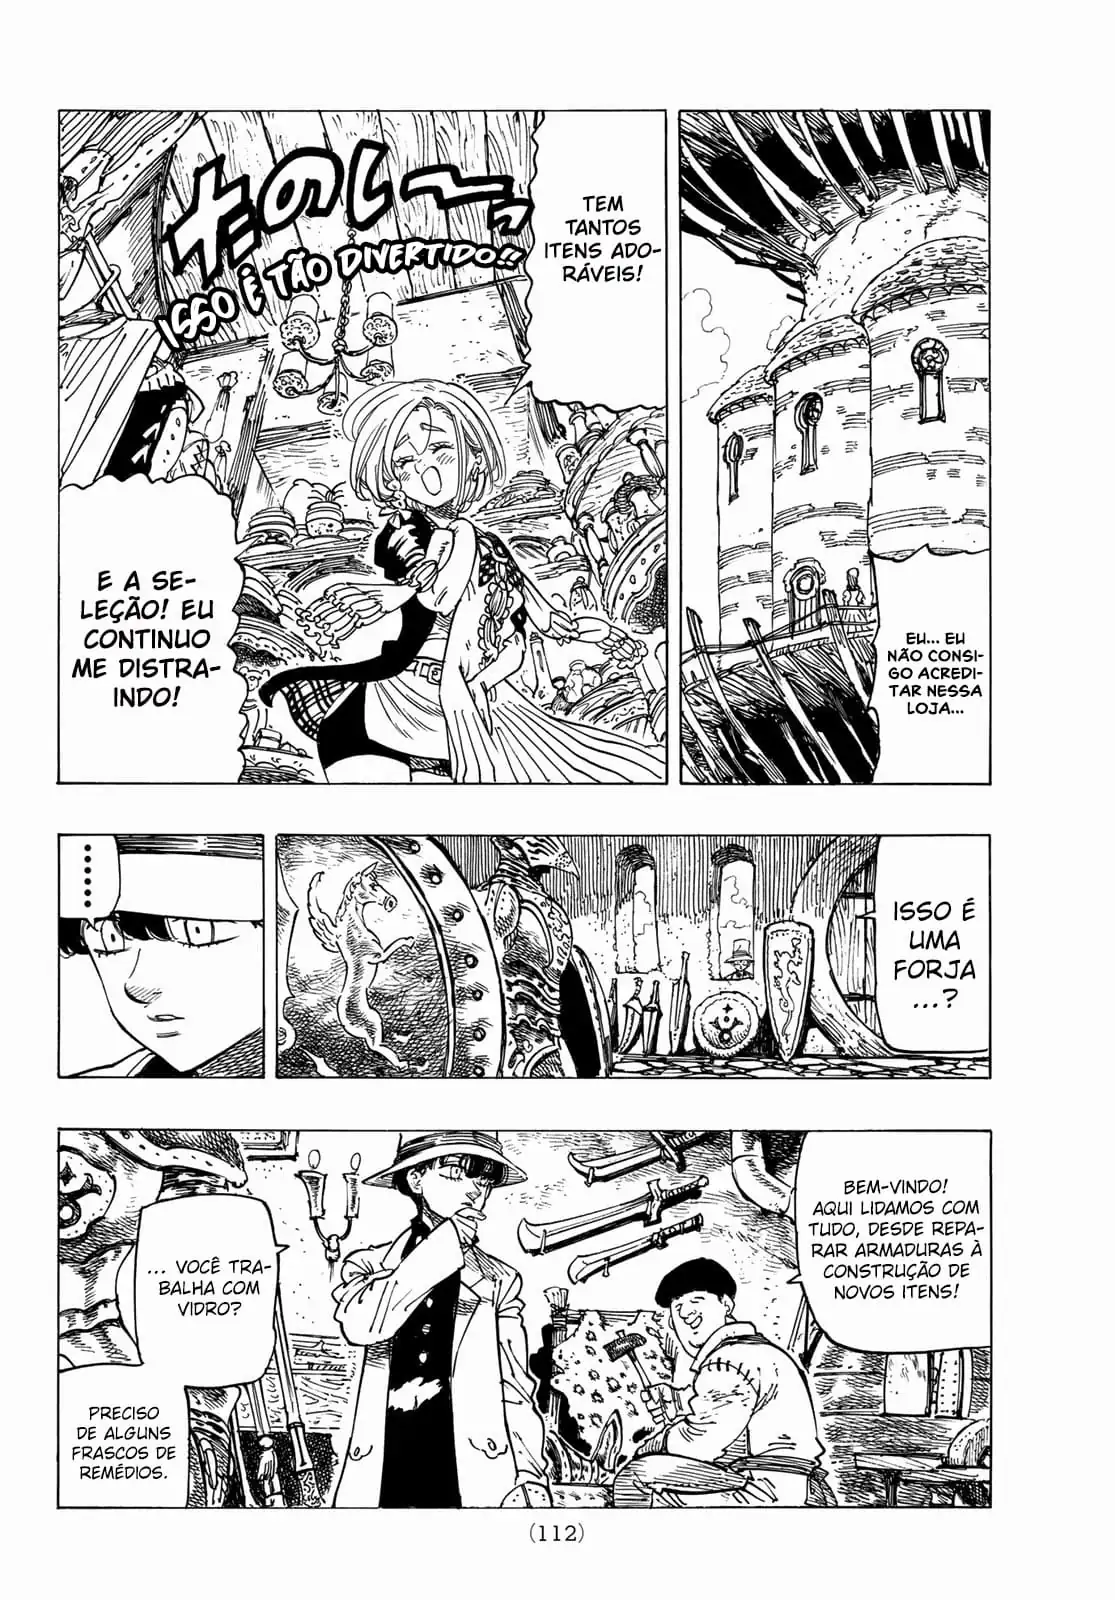 EU... EU
NÃO CONSI-
GO ACREDI-
TAR NESSA
LOJA...
TEM
TANTOS
ITENS ADO-
RÁVEIS!
たのしーっ
ISSO É TÃO DIVERTIDO!!
E A SE-
LEÇÃO! EU
CONTINUO
ME DISTRA-
INDO!
ISSO É
UMA
FORJA
...?
......
BEM-VINDO!
AQUI LIDAMOS COM
TUDO, DESDE REPA-
RAR ARMADURAS À
CONSTRUÇÃO DE
NOVOS ITENS!
... VOCÊ TRA-
BALHA COM
VIDRO?
PRECISO
DE ALGUNS
FRASCOS DE
REMÉDIOS.
(112)